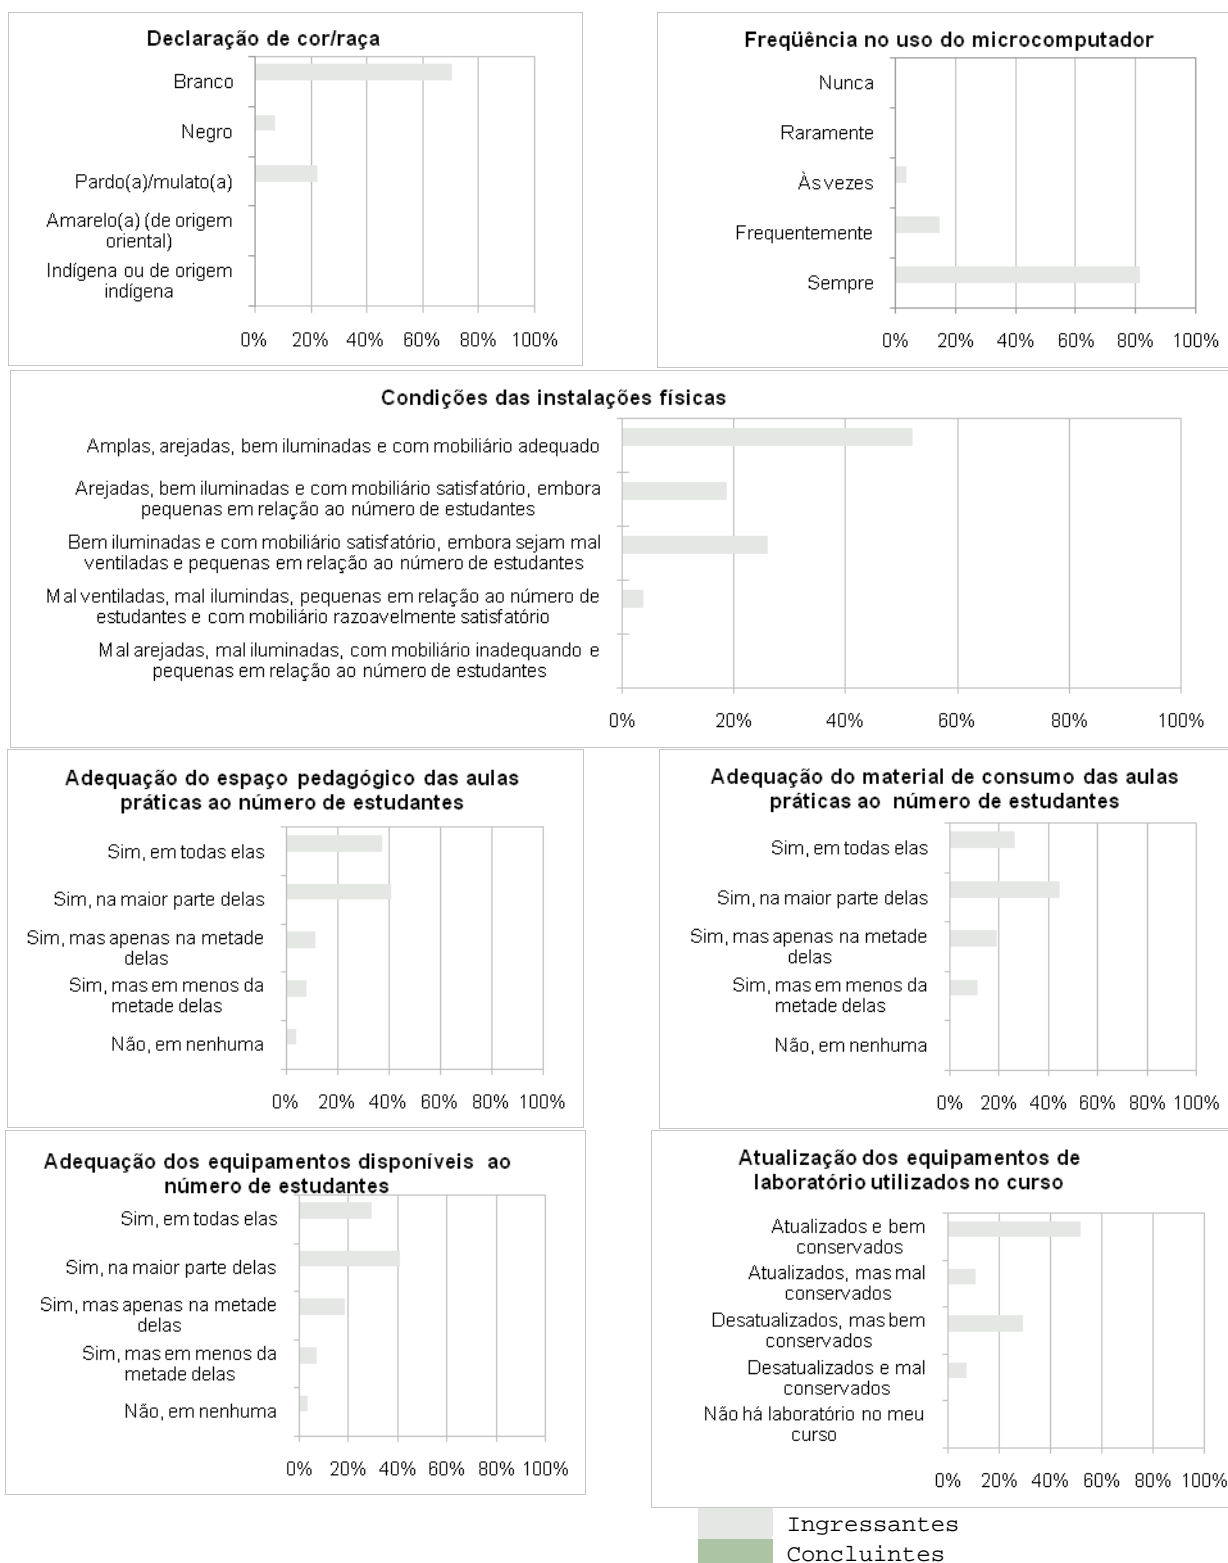 Declaração de cor/raça
Branco
Negro
Pardo(a)/mulato(a)
Amarelo(a) (de origem
oriental)
Indígena ou de origem
indígena
0% 20% 40% 60% 80% 100%
Freqüência no uso do microcomputador
Nunca
Raramente
Às vezes
Frequentemente
Sempre
0% 20% 40% 60% 80% 100%
Condições das instalações físicas
Amplas, arejadas, bem iluminadas e com mobiliário adequado
Arejadas, bem iluminadas e com mobiliário satisfatório, embora
pequenas em relação ao número de estudantes
Bem iluminadas e com mobiliário satisfatório, embora sejam mal
ventiladas e pequenas em relação ao número de estudantes
Mal ventiladas, mal ilumindas, pequenas em relação ao número de
estudantes e com mobiliário razoavelmente satisfatório
Mal arejadas, mal iluminadas, com mobiliário inadequando e
pequenas em relação ao número de estudantes
0% 20% 40% 60% 80% 100%
Adequação do espaço pedagógico das aulas
práticas ao número de estudantes
Sim, em todas elas
Sim, na maior parte delas
Sim, mas apenas na metade
delas
Sim, mas em menos da
metade delas
Não, em nenhuma
0% 20% 40% 60% 80% 100%
Adequação do material de consumo das aulas
práticas ao número de estudantes
Sim, em todas elas
Sim, na maior parte delas
Sim, mas apenas na metade
delas
Sim, mas em menos da
metade delas
Não, em nenhuma
0% 20% 40% 60% 80% 100%
Adequação dos equipamentos disponíveis ao
número de estudantes
Sim, em todas elas
Sim, na maior parte delas
Sim, mas apenas na metade
delas
Sim, mas em menos da
metade delas
Não, em nenhuma
0% 20% 40% 60% 80% 100%
Atualização dos equipamentos de
laboratório utilizados no curso
Atualizados e bem
conservados
Atualizados, mas mal
conservados
Desatualizados, mas bem
conservados
Desatualizados e mal
conservados
Não há laboratório no meu
curso
0% 20% 40% 60% 80% 100%
Ingressantes
Concluintes